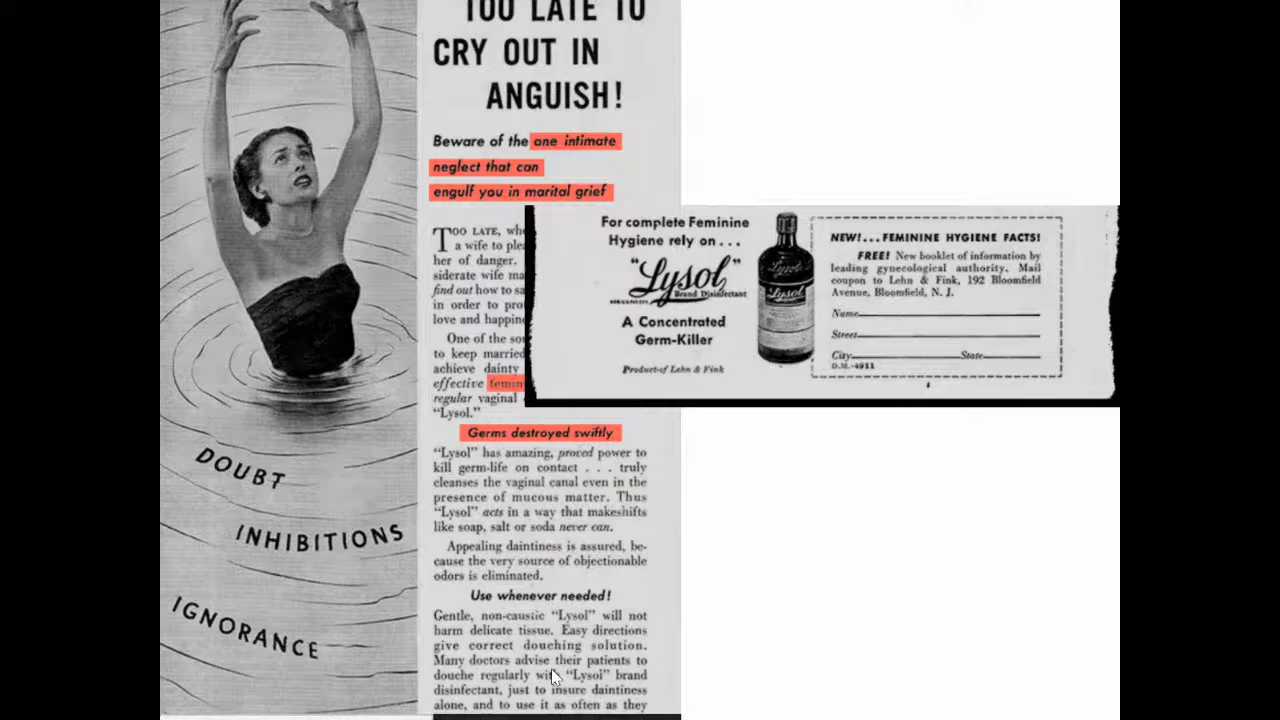 TOO LATE TO
CRY OUT IN
ANGUISH!
Beware of the one intimate
neglect that can
engulf you in marital grief
TOO LATE, wh
a wife to ple
her of danger.
siderate wife ma
find out how to sa
in order to pro
love and happin
One of the sou
to keep married
achieve dainty
effective femin
regular vaginal
"Lysol."
Germs destroyed swiftly
"Lysol" has amazing, proved power to
kill germ-life on contact . . . truly
cleanses the vaginal canal even in the
presence of mucous matter. Thus
"Lysol" acts in a way that makeshifts
like soap, salt or soda never can.
Appealing daintiness is assured, be-
cause the very source of objectionable
odors is eliminated.
Use whenever needed!
Gentle, non-caustic "Lysol" will not
harm delicate tissue. Easy directions
give correct douching solution.
Many doctors advise their patients to
douche regularly with "Lysol" brand
disinfectant, just to insure daintiness
alone, and to use it as often as they
DOUBT
INHIBITIONS
IGNORANCE
For complete Feminine
Hygiene rely on . . .
"Lysol"
Brand Disinfectant
A Concentrated
Germ-Killer
Product of Lehn & Fink
Lysol
Lysol
NEW!...FEMININE HYGIENE FACTS!
FREE! New booklet of information by
leading gynecological authority. Mail
coupon to Lehn & Fink, 192 Bloomfield
Avenue, Bloomfield, N. J.
Name
Street
City State
D.M.-4911